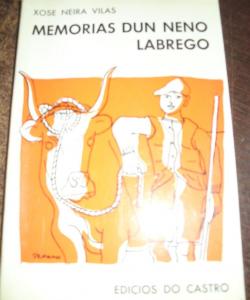 XOSE NEIRA VILAS
MEMORIAS DUN NENO
LABREGO
EDICIOS DO CASTRO